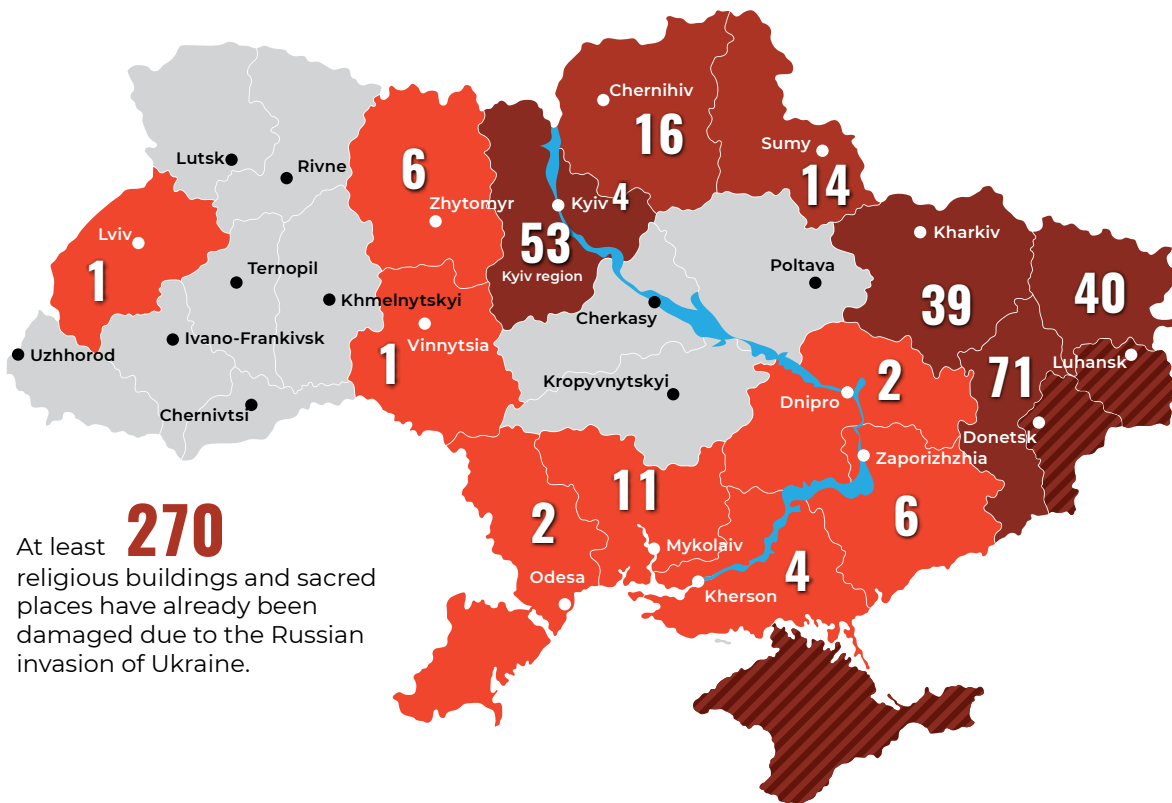 Chernihiv
16
Sumy
14
Lutsk
Rivne
6
Zhytomyr
Kyiv 4
53
Kyiv region
Kharkiv
39
40
Luhansk
Lviv
1
Ternopil
Khmelnytskyi
Poltava
Cherkasy
Ivano-Frankivsk
Uzhhorod
Vinnytsia
1
Chernivtsi
Kropyvnytskyi
Dnipro
2
71
Donetsk
Zaporizhzhia
6
11
2
Mykolaiv
Odesa
4
Kherson
At least 270
religious buildings and sacred
places have already been
damaged due to the Russian
invasion of Ukraine.